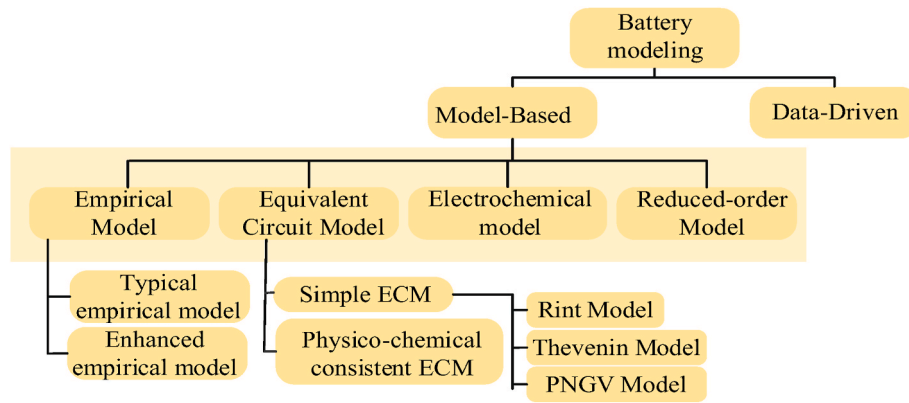 Battery
modeling
Model-Based
Data-Driven
Empirical
Model
Equivalent
Circuit Model
Electrochemical
model
Reduced-order
Model
Typical
empirical model
Enhanced
empirical model
Simple ECM
Physico-chemical
consistent ECM
Rint Model
Thevenin Model
PNGV Model